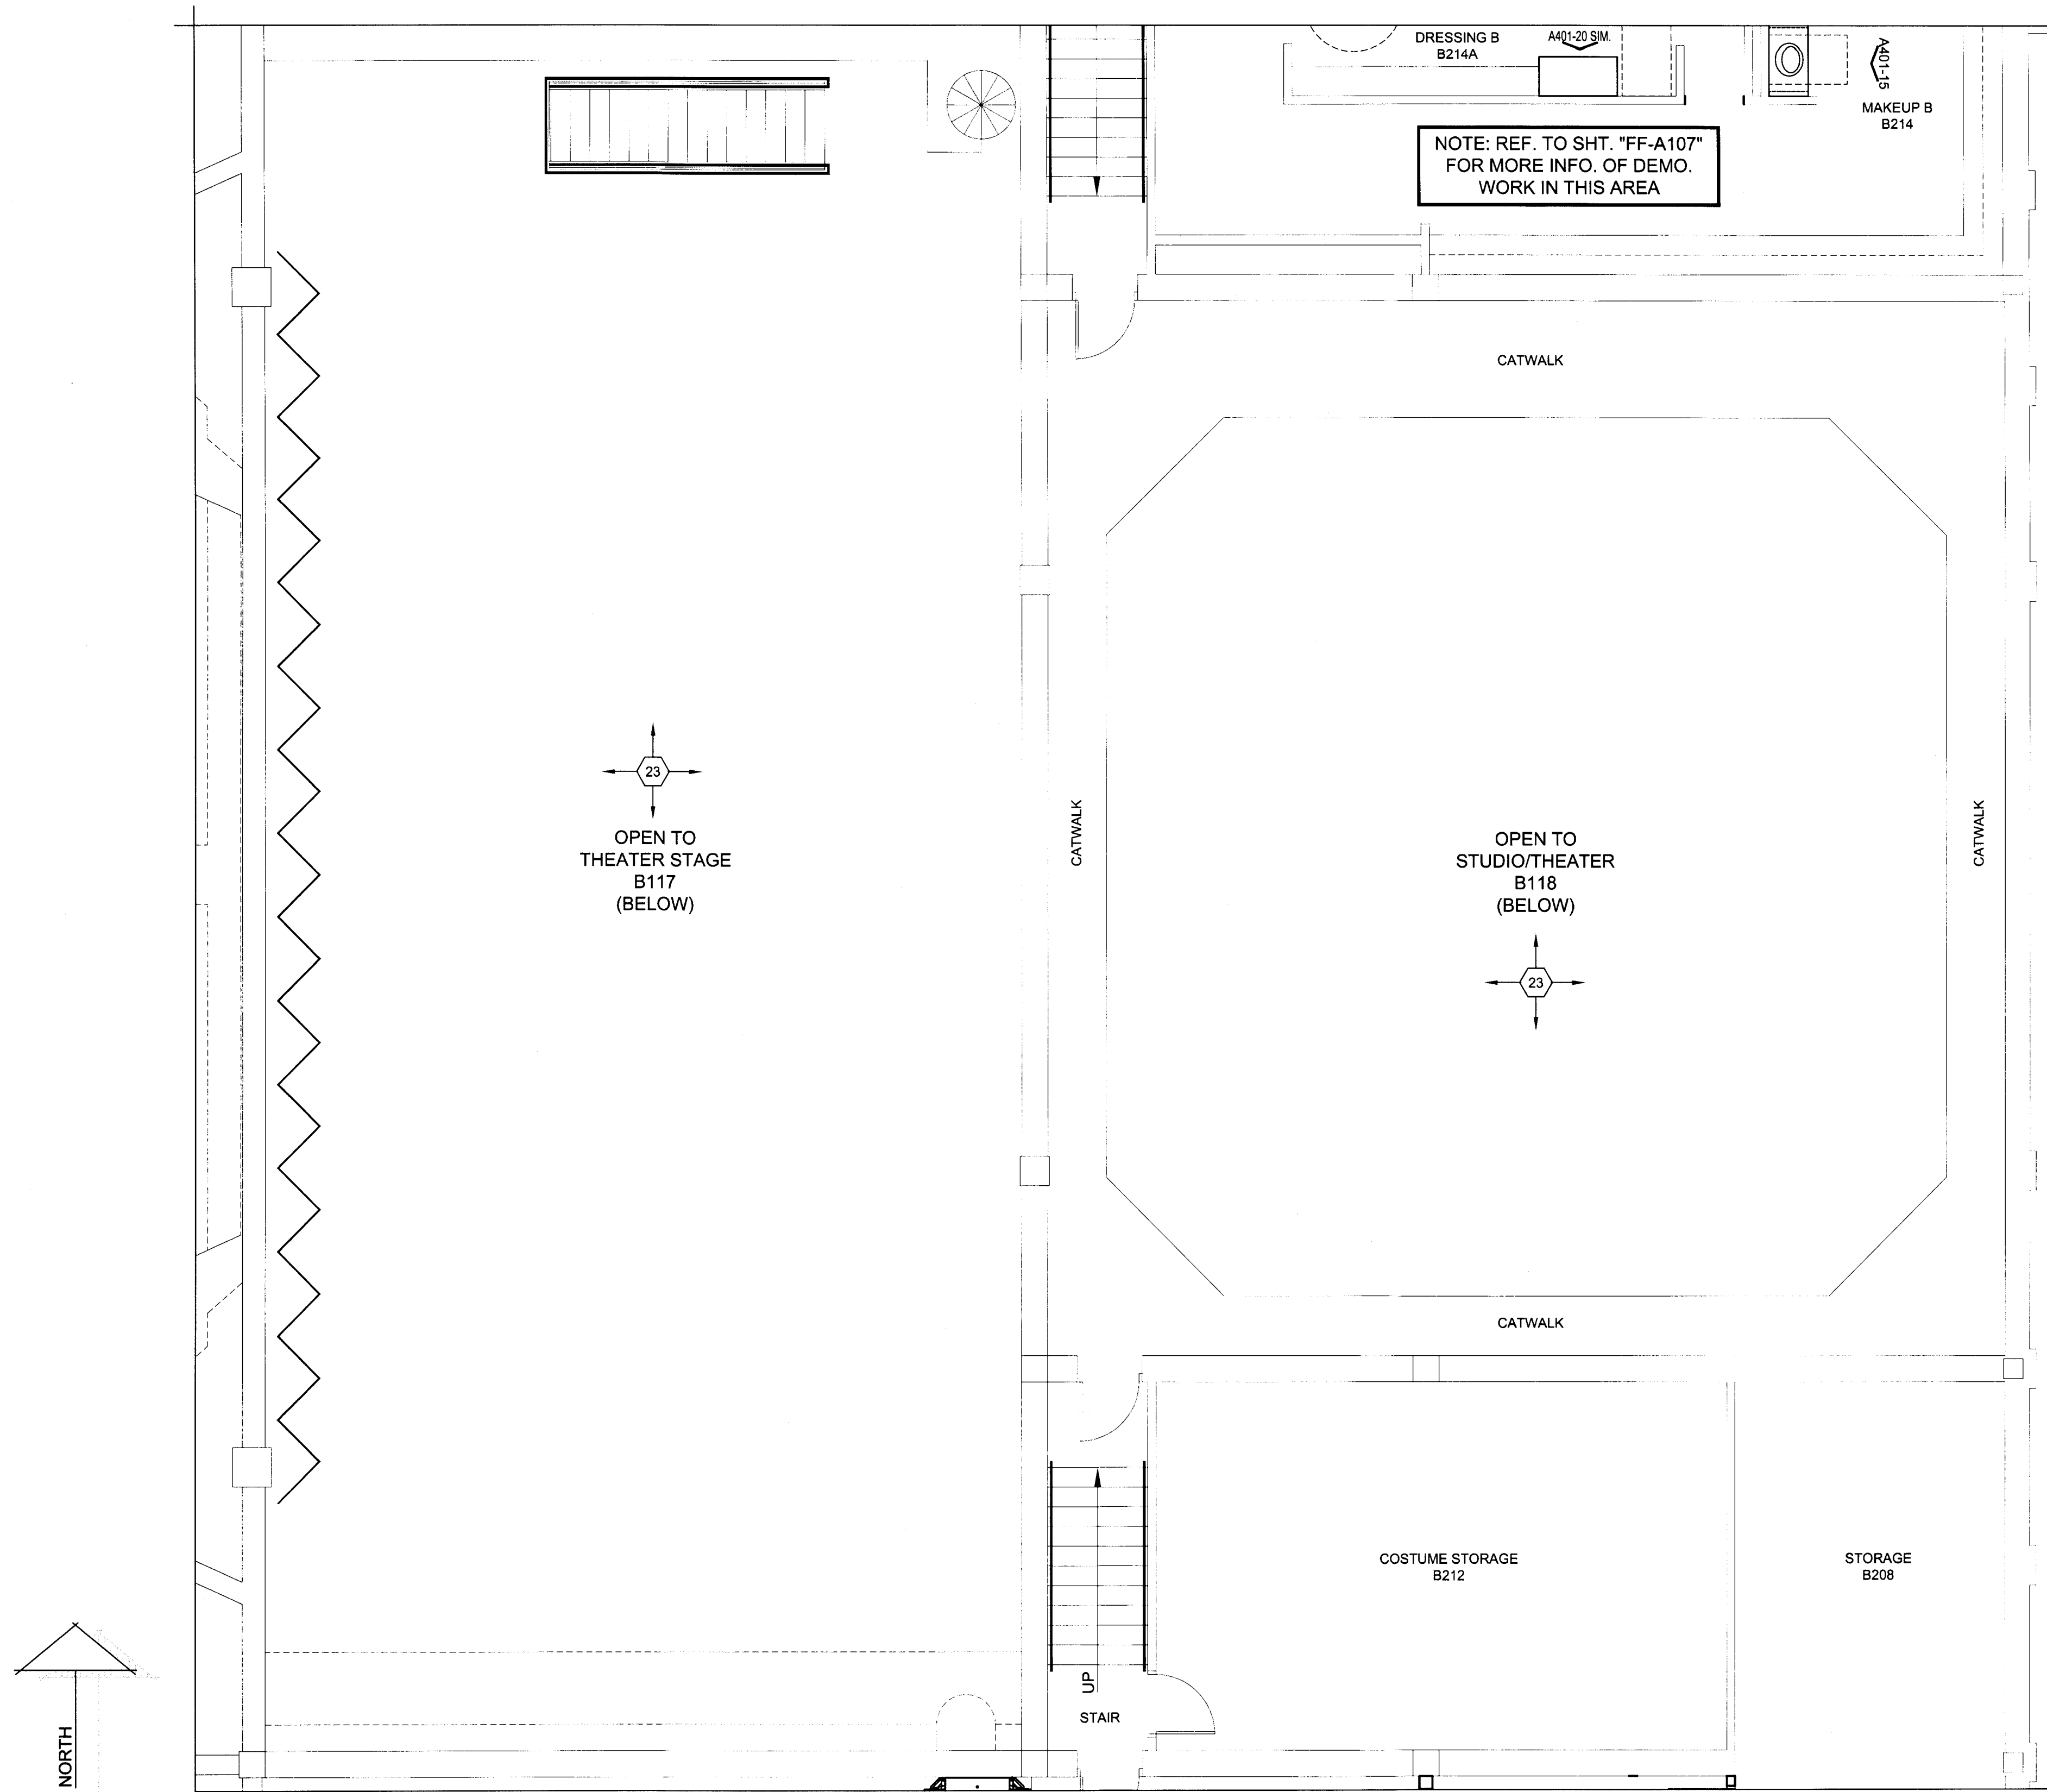 DRESSING B
B214A
A401-20 SIM.
A401-15
MAKEUP B
B214
NOTE: REF. TO SHT. "FF-A107"
FOR MORE INFO. OF DEMO.
WORK IN THIS AREA
CATWALK
23
OPEN TO
THEATER STAGE
B117
(BELOW)
CATWALK
OPEN TO
STUDIO/THEATER
B118
(BELOW)
23
CATWALK
CATWALK
COSTUME STORAGE
B212
STORAGE
B208
UP
STAIR
NORTH